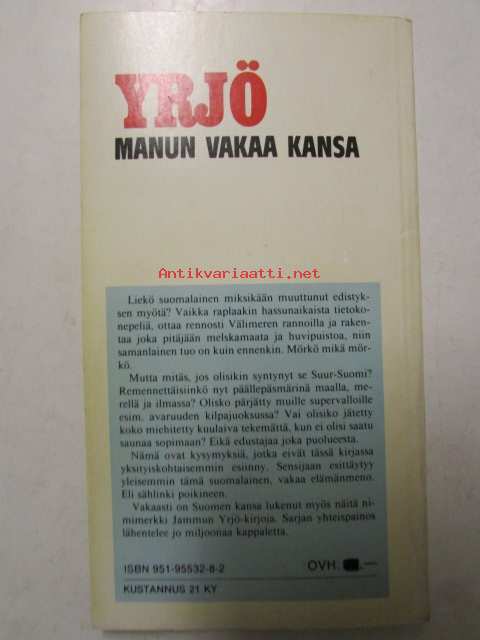 YRJÖ
MANUN VAKAA KANSA
Antikvariaatti.net
Liekö suomalainen miksikään muuttunut edistyk-
sen myötä? Vaikka raplaakin hassunaikaista tietoko-
nepeliä, ottaa rennosti Välimeren rannoilla ja raken-
taa joka pitäjään melskamaata ja huvipuistoa, niin
samanlainen tuo on kuin ennenkin. Mörkö mikä mör-
kö.
Mutta mitäs, jos olisikin syntynyt se Suur-Suomi?
Remennettäisiinkö nyt päällepäsmärinä maalla, me-
rellä ja ilmassa? Olisko pärjätty muille supervalloille
esim. avaruuden kilpajuoksussa? Vai olisiko jätetty
koko miehitetty kuulaiva tekemättä, kun ei olisi saatu
saunaa sopimaan? Eikä edustajaa joka puolueesta.
Nämä ovat kysymyksiä, jotka eivät tässä kirjassa
yksityiskohtaisemmin esiinny. Sensijaan esittäytyy
yleisemmin tämä suomalainen, vakaa elämänmeno.
Eli sählinki poikineen.
Vakaasti on Suomen kansa lukenut myös näitä ni-
mimerkki Jammun Yrjö-kirjoja. Sarjan yhteispainos
lähentelee jo miljoonaa kappaletta.
ISBN 951-95532-8-2 OVH. .—
KUSTANNUS 21 KY